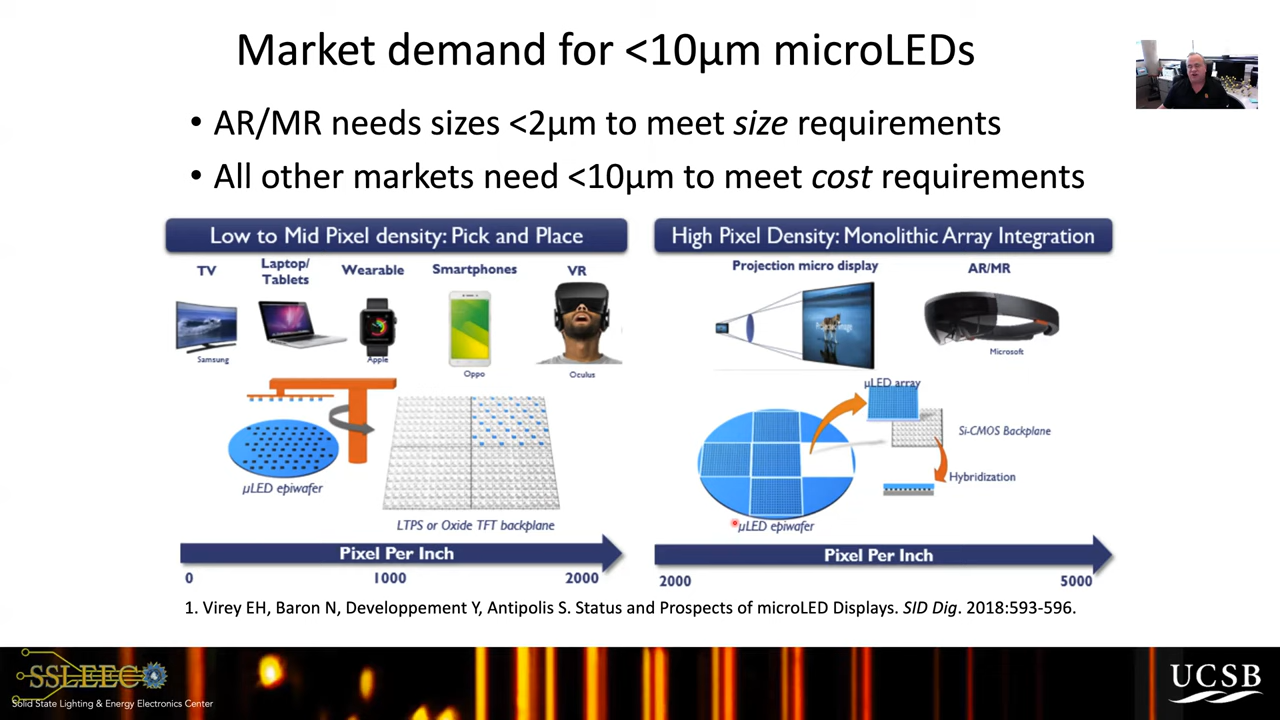 Market demand for <10µm microLEDs
• AR/MR needs sizes <2µm to meet size requirements
• All other markets need <10µm to meet cost requirements
Low to Mid Pixel density: Pick and Place
TV
Laptop/
Tablets
Wearable
Smartphones
VR
Samsung
Apple
Oppo
Oculus
µLED epiwafer
LTPS or Oxide TFT backplane
Pixel Per Inch
0 1000 2000
High Pixel Density: Monolithic Array Integration
Projection micro display
AR/MR
Microsoft
µLED array
Si-CMOS Backplane
Hybridization
µLED epiwafer
Pixel Per Inch
2000 5000
1. Virey EH, Baron N, Developpement Y, Antipolis S. Status and Prospects of microLED Displays. SID Dig. 2018:593-596.
SSLEEC
Solid State Lighting & Energy Electronics Center
UCSB